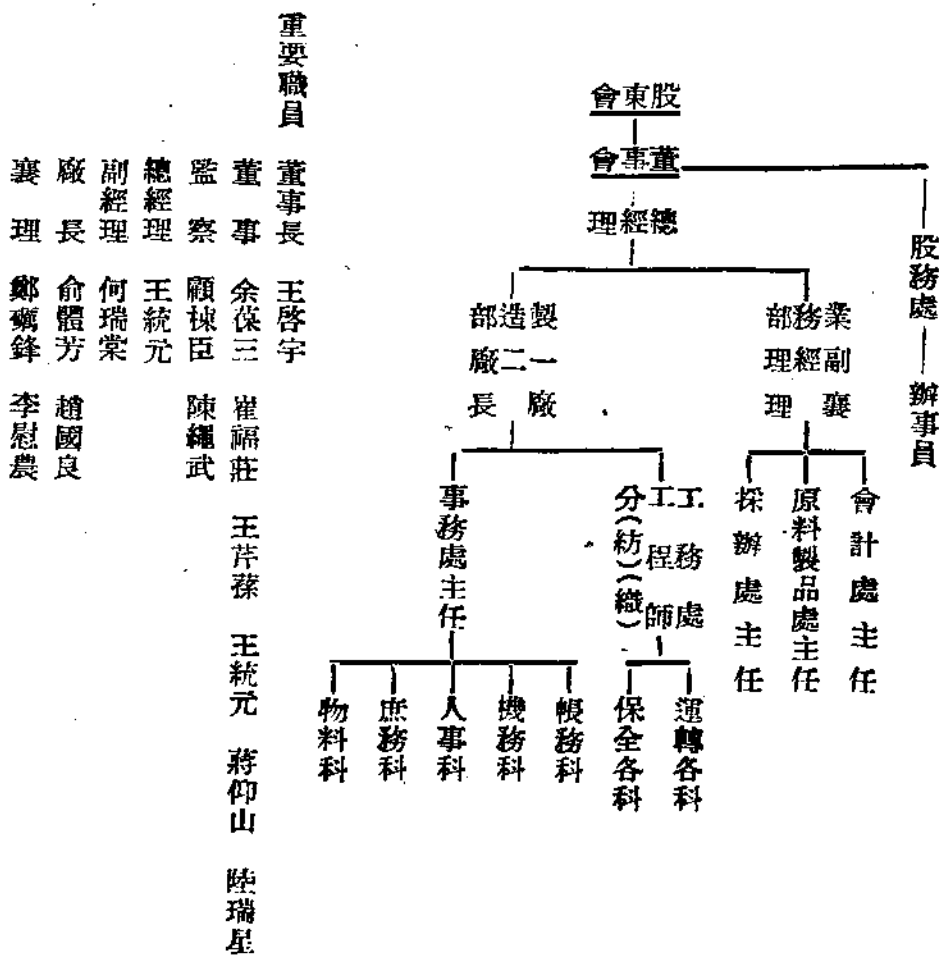 股東會
董事會
股務處
辦事員
總經理
業務部
副經理
襄理
會計處主任
原料製品處主任
採辦處主任
製造部
一廠二廠
廠長
工務處
工程師
分(紡)(織)
運轉各科
保全各科
事務處主任
帳務科
機務科
人事科
庶務科
物料科
重要職員 董事長 王啓宇
董事 余葆三 崔福莊 王芹蓀 王統元 蔣仰山 陸瑞星
監察 顧棟臣 陳繩武
總經理 王統元
副經理 何瑞棠
廠長 俞體芳 趙國良
襄理 鄭鋒 李慰農